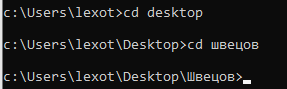 c:\Users\lexot>cd desktop
c:\Users\lexot\Desktop>cd швецов
c:\Users\lexot\Desktop\Швецов>